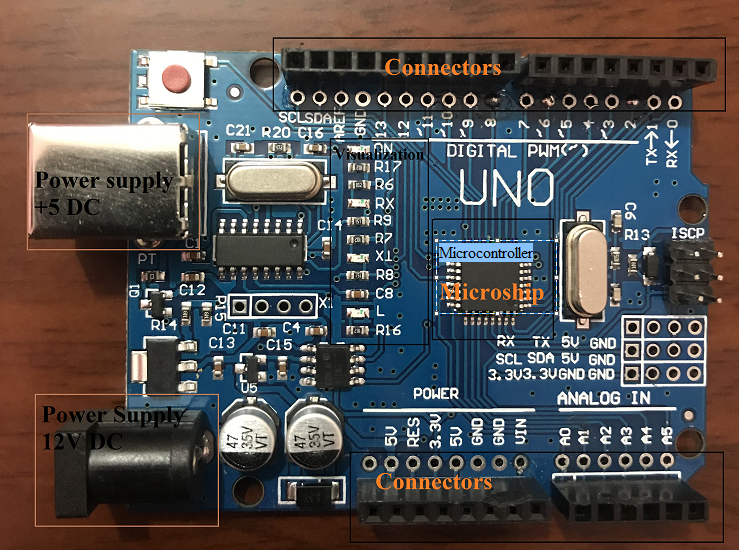 Connectors
SCL SDA AREF GND 13 12 ~11 ~10 ~9 8 7 ~6 ~5 4 ~3 2 TX→1 RX←0
C21 R20 C16
ON
Visualization
DIGITAL PWM(~)
R17
R6
UNO
RX
R9
R7
R8
C8
L
R16
Power supply
+5 DC
C14
C6
R13
ISCP
Microcontroller
Microship
PT
Q1
C12
R14
C11
C4
X1
C13
C15
U5
RX TX 5V GND
SCL SDA 5V GND
3.3V 3.3V GND GND
POWER
ANALOG IN
Power Supply
12V DC
47
35V
VT
47
35V
VT
5V RES 3.3V 5V GND GND VIN
A0 A1 A2 A3 A4 A5
Connectors